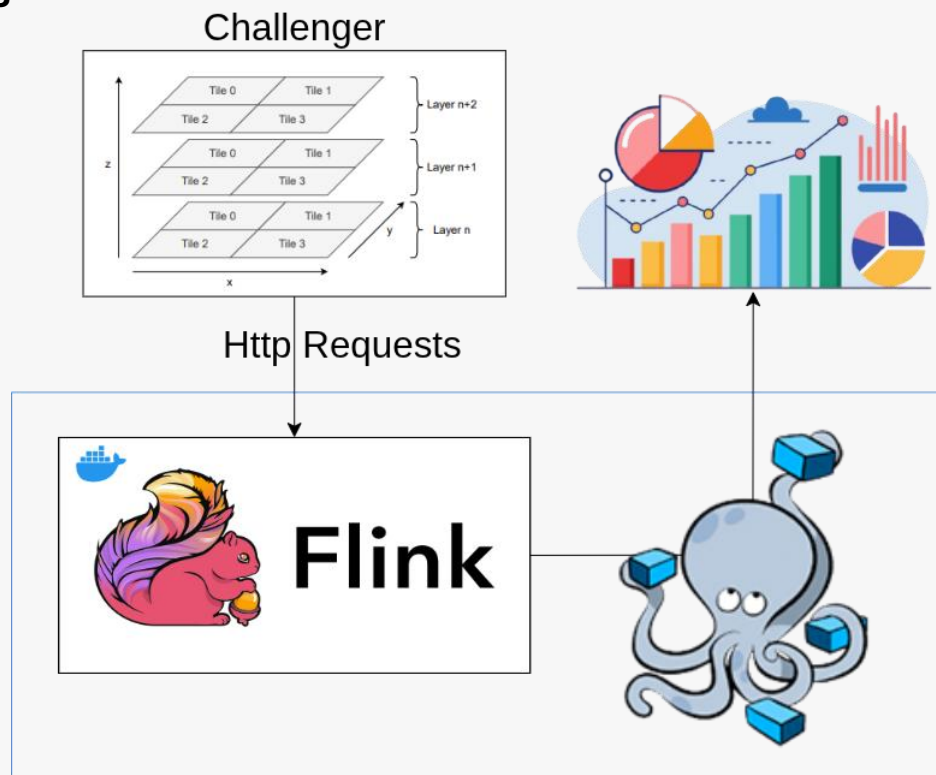 Challenger
z
Tile 0 Tile 1
Tile 2 Tile 3
Layer n+2
Tile 0 Tile 1
Tile 2 Tile 3
Layer n+1
Tile 0 Tile 1
Tile 2 Tile 3
Layer n
y
x
Http Requests
Flink